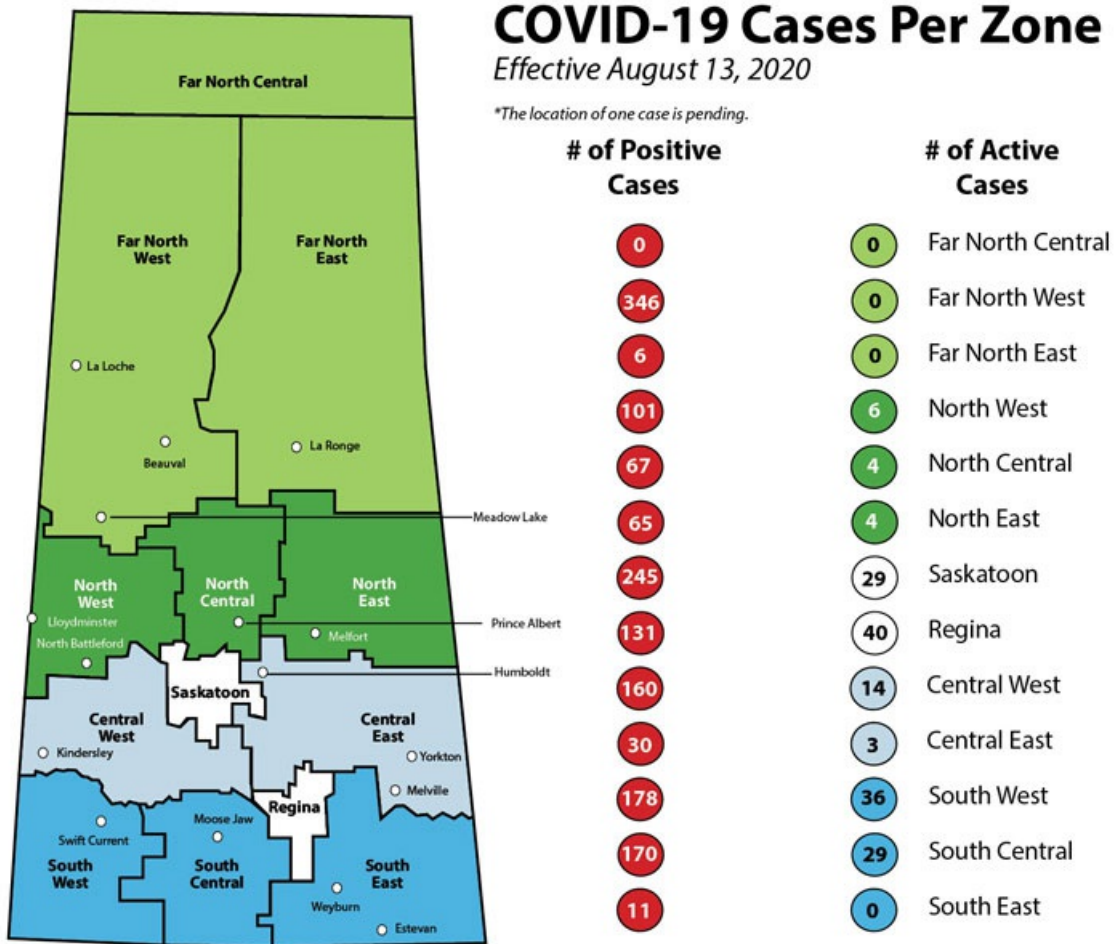 COVID-19 Cases Per Zone
Effective August 13, 2020
*The location of one case is pending.
# of Positive
Cases
# of Active
Cases
0 0 Far North Central
346 0 Far North West
6 0 Far North East
101 6 North West
67 4 North Central
65 4 North East
245 29 Saskatoon
131 40 Regina
160 14 Central West
30 3 Central East
178 36 South West
170 29 South Central
11 0 South East
Far North Central
Far North
West
Far North
East
La Loche
Beauval
La Ronge
Meadow Lake
North
West
North
Central
North
East
Lloydminster
North Battleford
Prince Albert
Melfort
Humboldt
Saskatoon
Central
West
Central
East
Kindersley
Yorkton
Melville
Regina
Moose Jaw
Swift Current
South
West
South
Central
South
East
Weyburn
Estevan